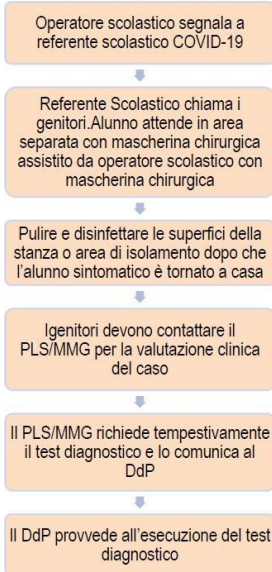 Operatore scolastico segnala a
referente scolastico COVID-19
Referente Scolastico chiama i
genitori.Alunno attende in area
separata con mascherina chirurgica
assistito da operatore scolastico con
mascherina chirurgica
Pulire e disinfettare le superfici della
stanza o area di isolamento dopo che
l'alunno sintomatico è tornato a casa
Igenitori devono contattare il
PLS/MMG per la valutazione clinica
del caso
Il PLS/MMG richiede tempestivamente
il test diagnostico e lo comunica al
DdP
Il DdP provvede all'esecuzione del test
diagnostico